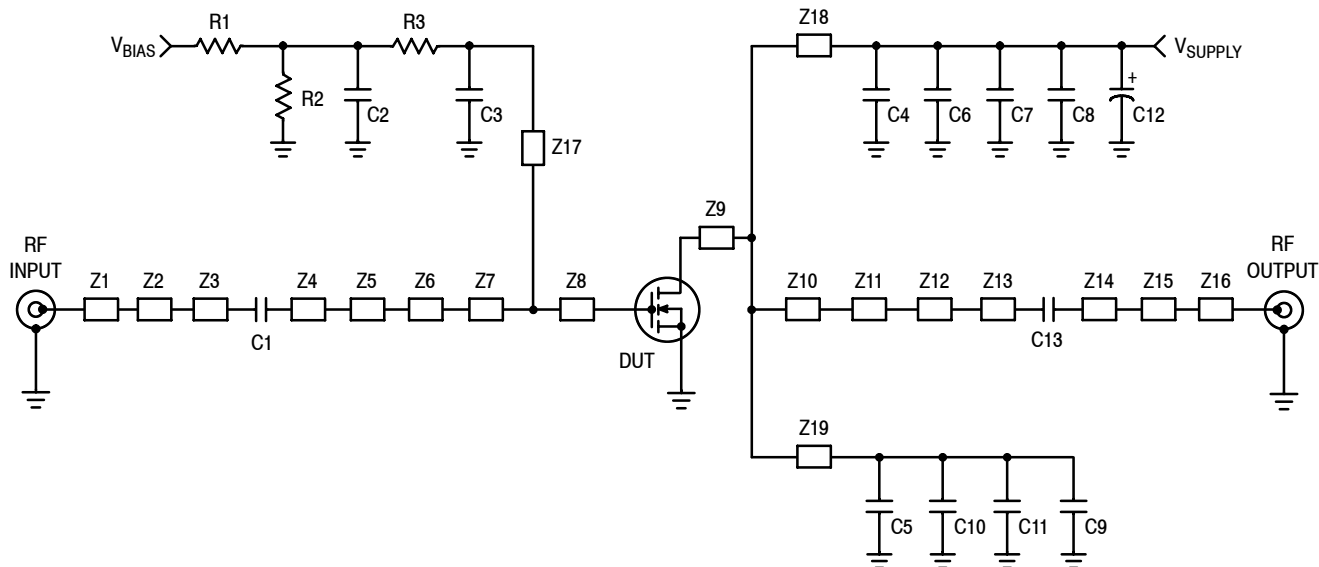 R1
R3
Z18
V_BIAS
V_SUPPLY
R2
C2
C3
C4
C6
C7
C8
+
C12
Z17
Z9
RF
INPUT
Z1
Z2
Z3
Z4
Z5
Z6
Z7
Z8
Z10
Z11
Z12
Z13
Z14
Z15
Z16
RF
OUTPUT
C1
DUT
C13
Z19
C5
C10
C11
C9